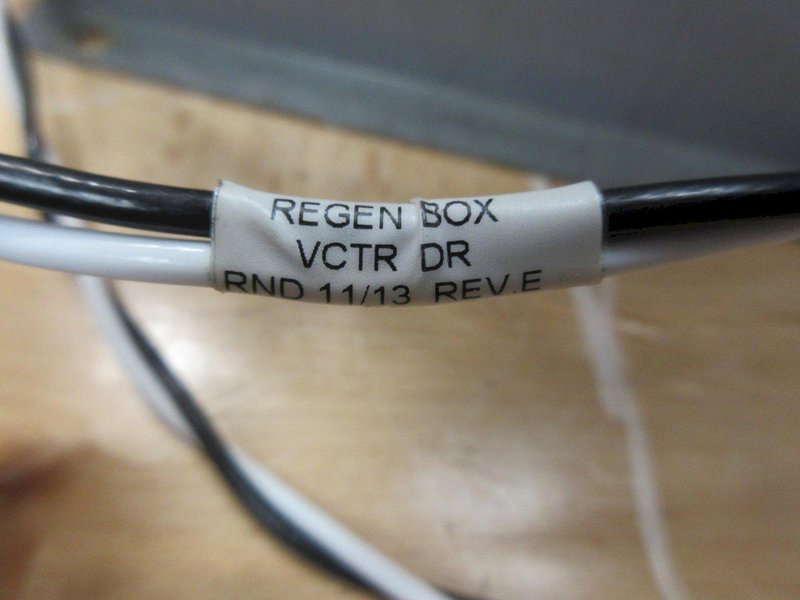 REGEN BOX
VCTR DR
RND 11/13 REV.E